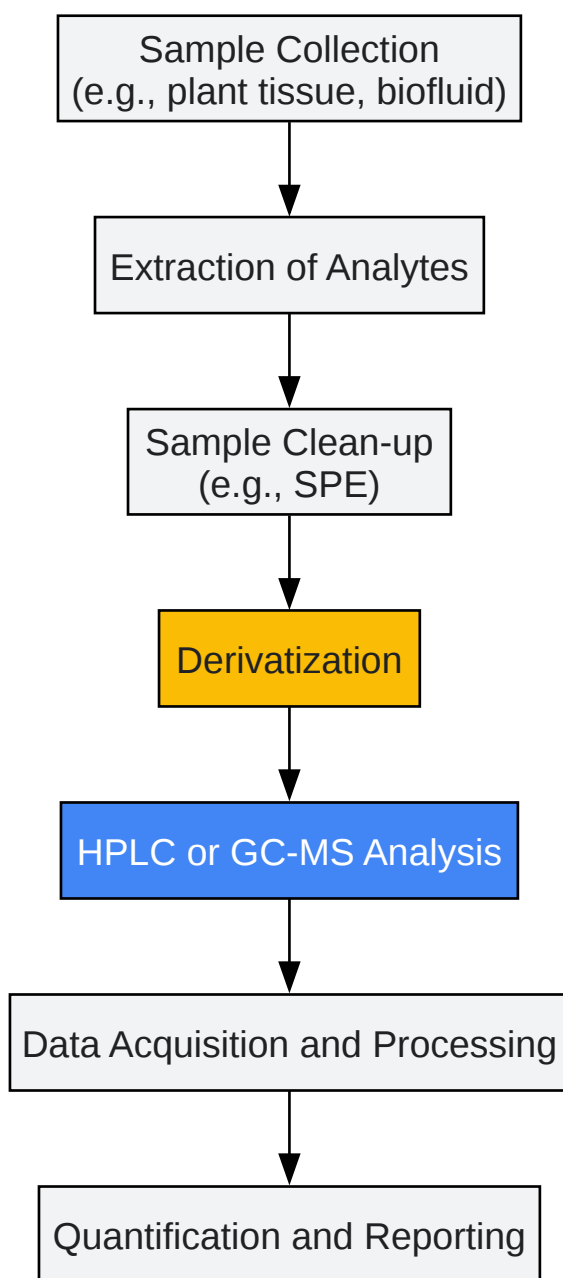 Sample Collection
(e.g., plant tissue, biofluid)
Extraction of Analytes
Sample Clean-up
(e.g., SPE)
Derivatization
HPLC or GC-MS Analysis
Data Acquisition and Processing
Quantification and Reporting